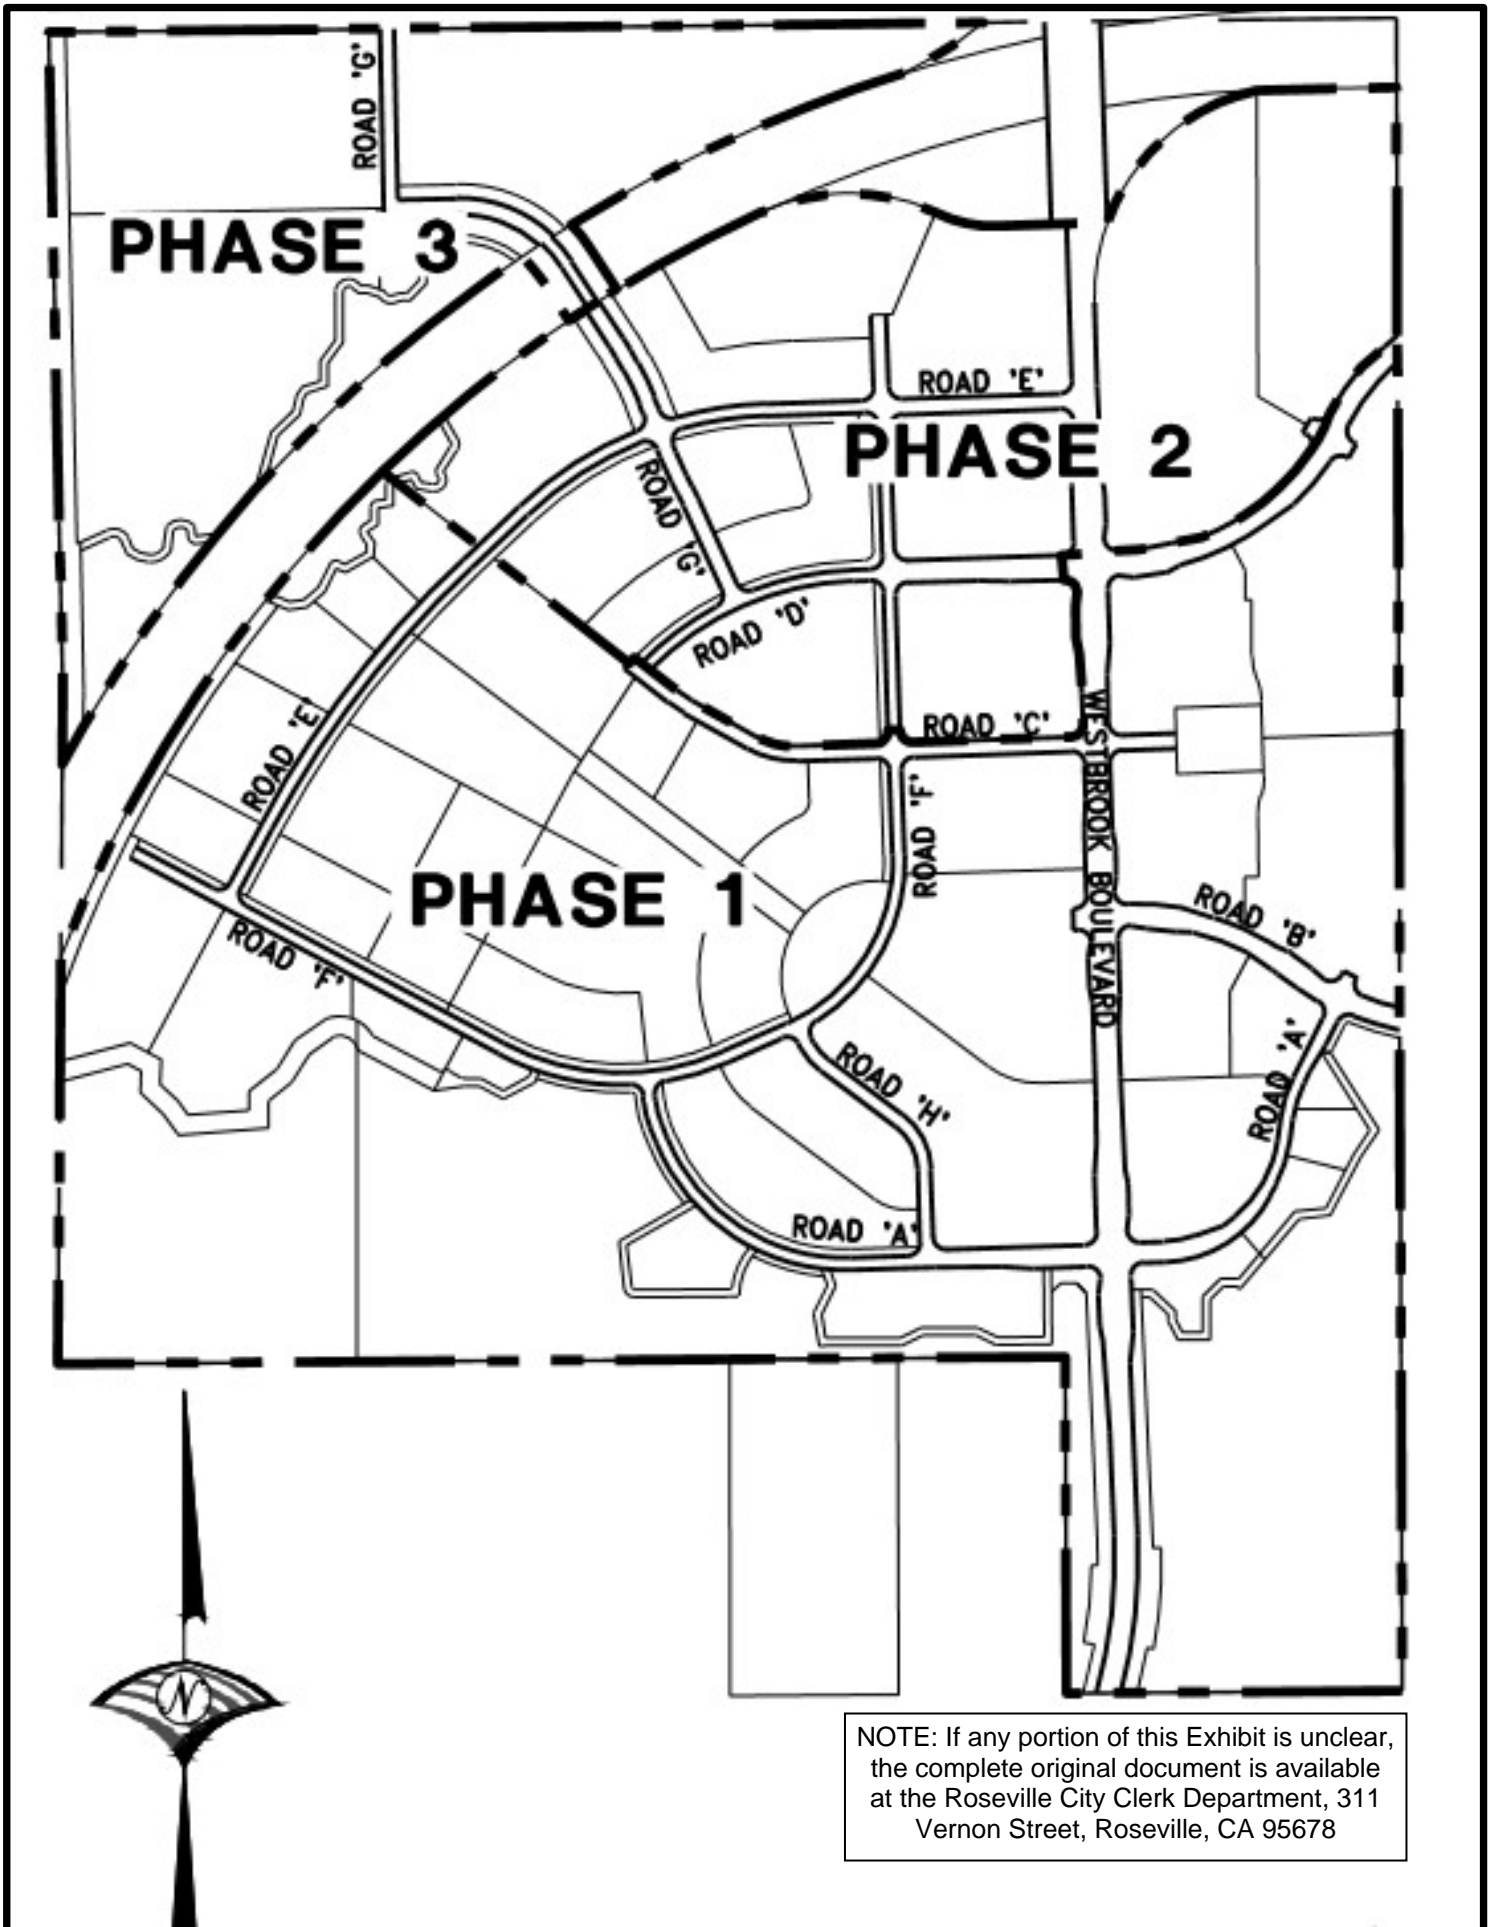 ROAD 'G'
PHASE 3
ROAD 'E'
PHASE 2
ROAD 'G'
ROAD 'D'
ROAD 'E'
ROAD 'C'
WESTBROOK BOULEVARD
ROAD 'F'
PHASE 1
ROAD 'B'
ROAD 'F'
ROAD 'A'
ROAD 'H'
ROAD 'A'
N
NOTE: If any portion of this Exhibit is unclear,
the complete original document is available
at the Roseville City Clerk Department, 311
Vernon Street, Roseville, CA 95678